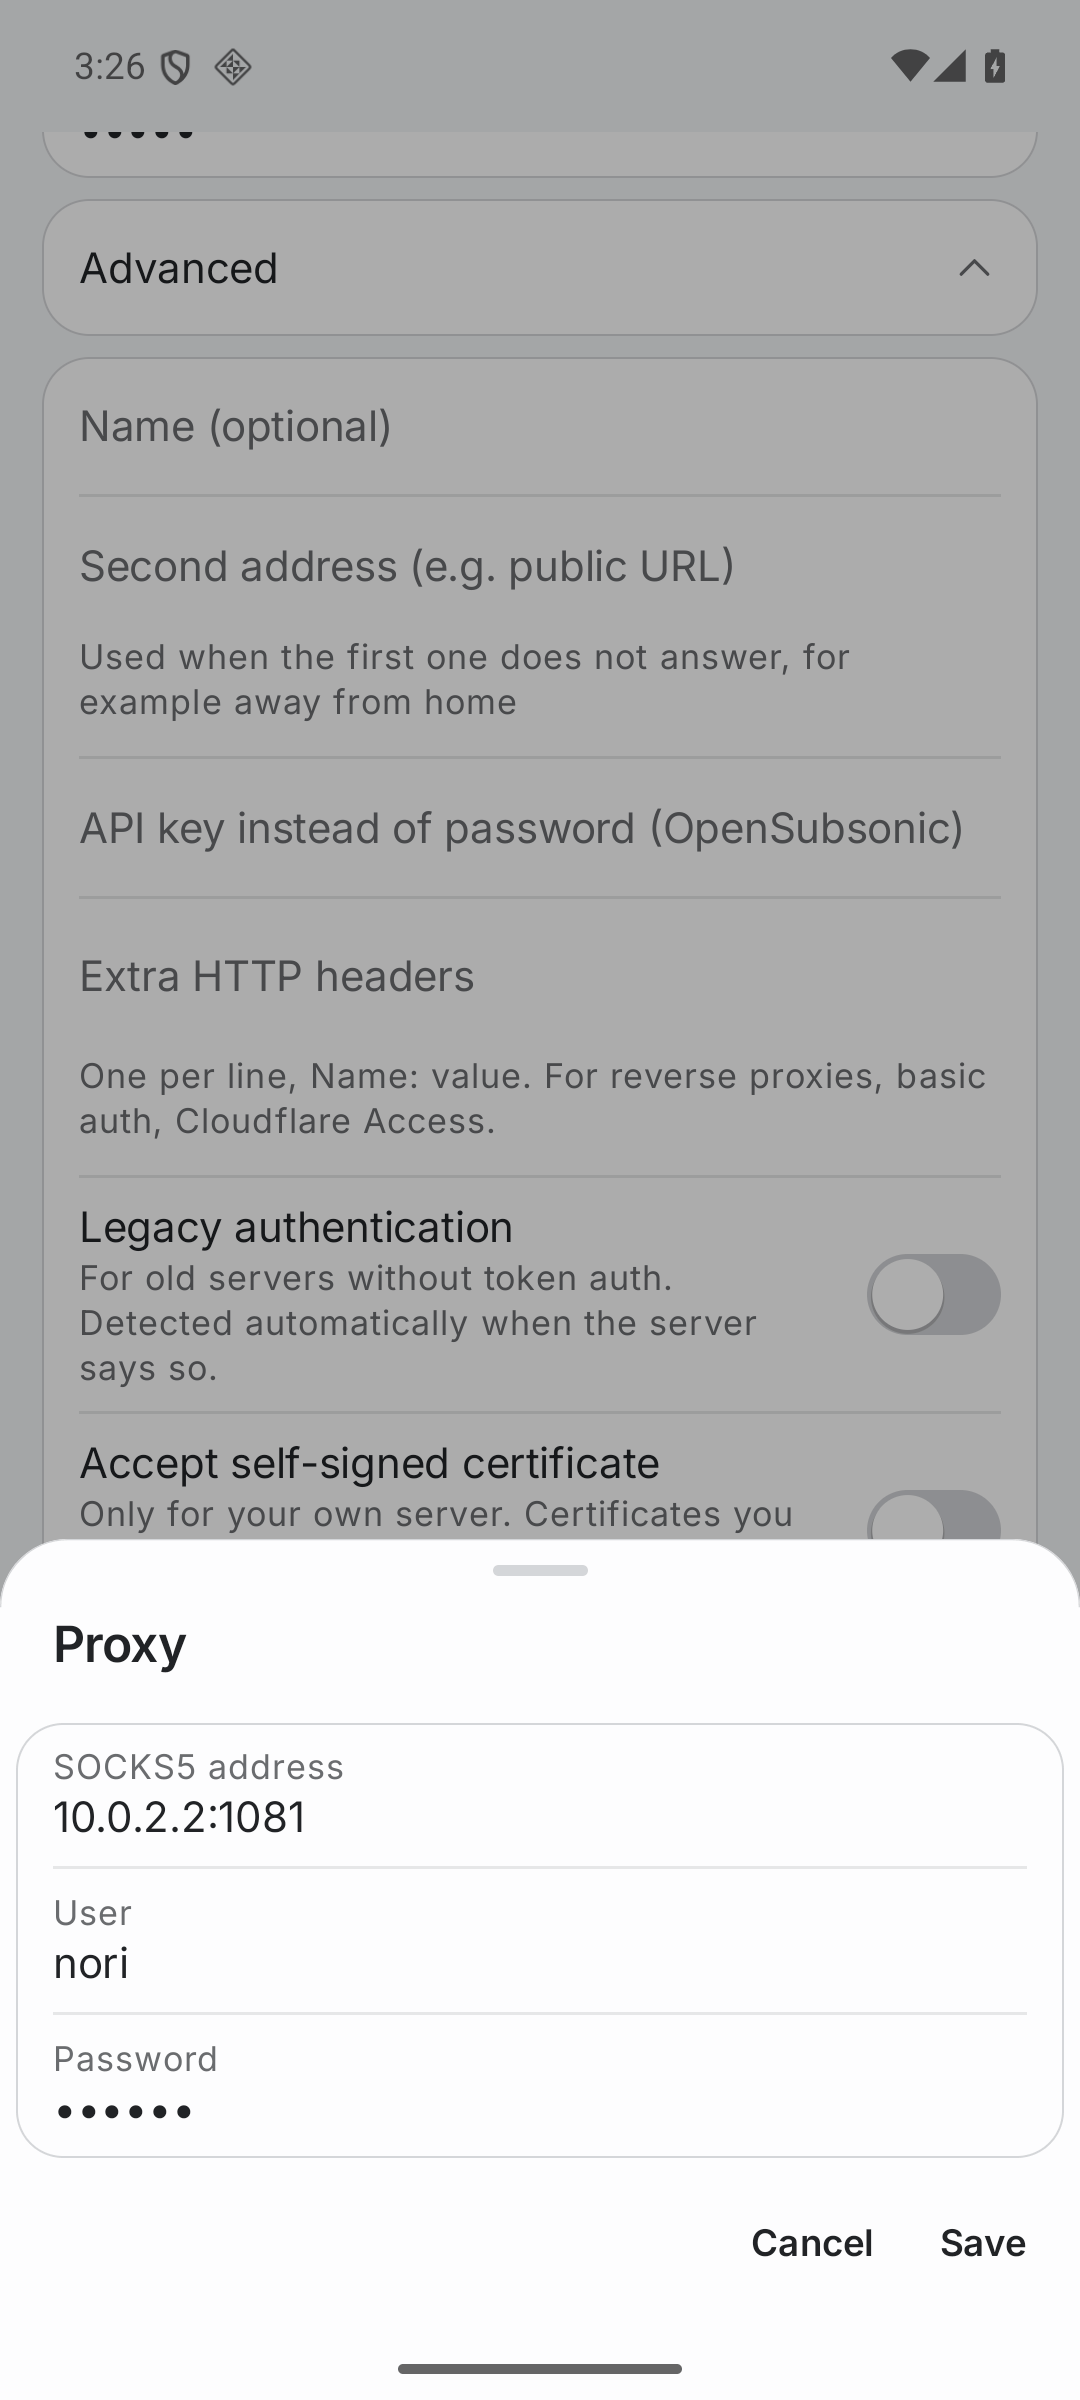 3:26
•••••
Advanced
Name (optional)
Second address (e.g. public URL)
Used when the first one does not answer, for
example away from home
API key instead of password (OpenSubsonic)
Extra HTTP headers
One per line, Name: value. For reverse proxies, basic
auth, Cloudflare Access.
Legacy authentication
For old servers without token auth.
Detected automatically when the server
says so.
Accept self-signed certificate
Only for your own server. Certificates you
Proxy
SOCKS5 address
10.0.2.2:1081
User
nori
Password
••••••
Cancel
Save